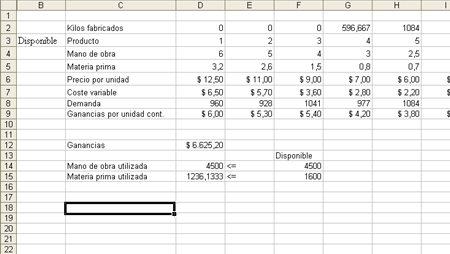 B C D E F G H I
1
2 Kilos fabricados 0 0 0 596,667 1084
3 Disponible Producto 1 2 3 4 5
4 Mano de obra 6 5 4 3 2,5
5 Materia prima 3,2 2,6 1,5 0,8 0,7
6 Precio por unidad $ 12,50 $ 11,00 $ 9,00 $ 7,00 $ 6,00 $
7 Coste variable $ 6,50 $ 5,70 $ 3,60 $ 2,80 $ 2,20 $
8 Demanda 960 928 1041 977 1084
9 Ganancias por unidad cont. $ 6,00 $ 5,30 $ 5,40 $ 4,20 $ 3,80 $
10
11
12 Ganancias $ 6.625,20
13 Disponible
14 Mano de obra utilizada 4500 <= 4500
15 Materia prima utilizada 1236,1333 <= 1600
16
17
18
19
20
21
22